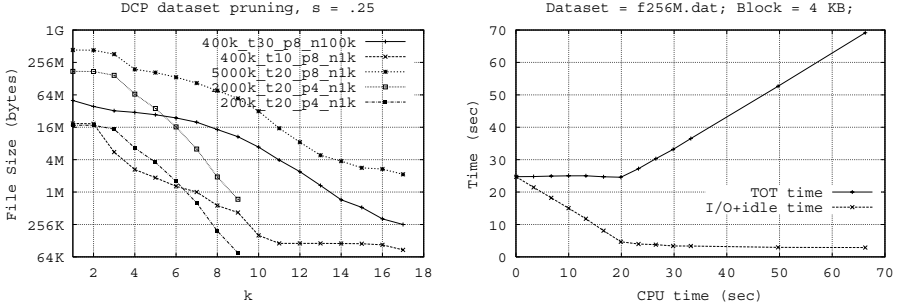 DCP dataset pruning, s = .25
File Size (bytes)
1G
256M
64M
16M
4M
1M
256K
64K
400k_t30_p8_n100k
400k_t10_p8_n1k
5000k_t20_p8_n1k
2000k_t20_p4_n1k
200k_t20_p4_n1k
2 4 6 8 10 12 14 16 18
k
Dataset = f256M.dat; Block = 4 KB;
Time (sec)
70
60
50
40
30
20
10
0
TOT time
I/O+idle time
0 10 20 30 40 50 60 70
CPU time (sec)